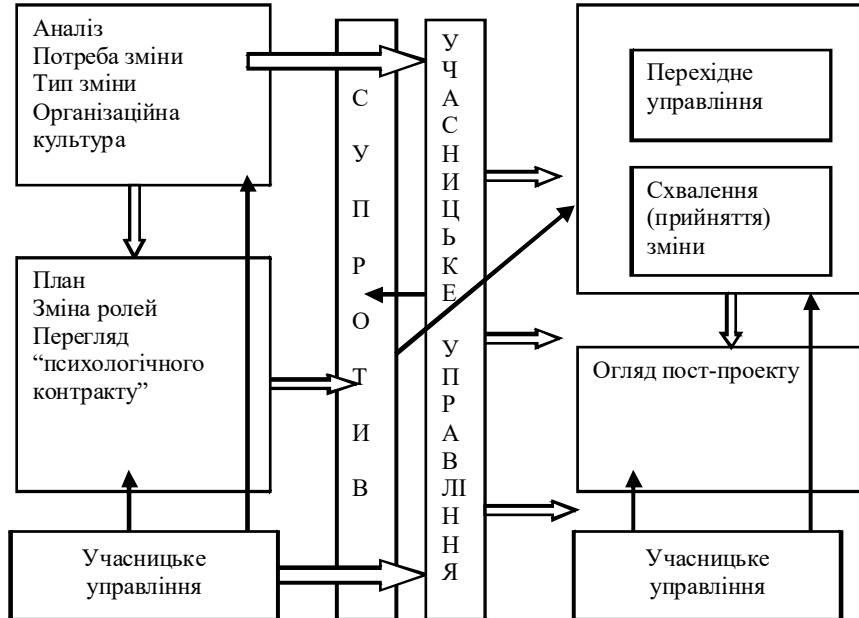 Аналіз
Потреба зміни
Тип зміни
Організаційна
культура
План
Зміна ролей
Перегляд
“психологічного
контракту”
Учасницьке
управління
С
У
П
Р
О
Т
И
В
У
Ч
А
С
Н
И
Ц
Ь
К
Е
У
П
Р
А
В
ЛІ
Н
Н
Я
Перехідне
управління
Схвалення
(прийняття)
зміни
Огляд пост-проекту
Учасницьке
управління